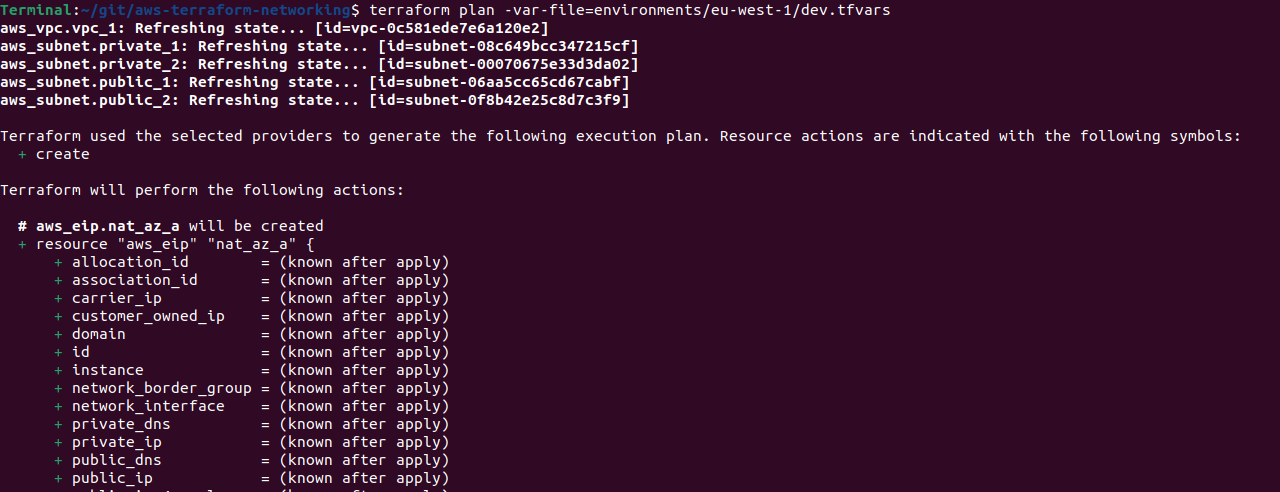 Terminal:~/git/aws-terraform-networking$ terraform plan -var-file=environments/eu-west-1/dev.tfvars
aws_vpc.vpc_1: Refreshing state... [id=vpc-0c581ede7e6a120e2]
aws_subnet.private_1: Refreshing state... [id=subnet-08c649bcc347215cf]
aws_subnet.private_2: Refreshing state... [id=subnet-00070675e33d3da02]
aws_subnet.public_1: Refreshing state... [id=subnet-06aa5cc65cd67cabf]
aws_subnet.public_2: Refreshing state... [id=subnet-0f8b42e25c8d7c3f9]
Terraform used the selected providers to generate the following execution plan. Resource actions are indicated with the following symbols:
+ create
Terraform will perform the following actions:
# aws_eip.nat_az_a will be created
+ resource "aws_eip" "nat_az_a" {
+ allocation_id = (known after apply)
+ association_id = (known after apply)
+ carrier_ip = (known after apply)
+ customer_owned_ip = (known after apply)
+ domain = (known after apply)
+ id = (known after apply)
+ instance = (known after apply)
+ network_border_group = (known after apply)
+ network_interface = (known after apply)
+ private_dns = (known after apply)
+ private_ip = (known after apply)
+ public_dns = (known after apply)
+ public_ip = (known after apply)